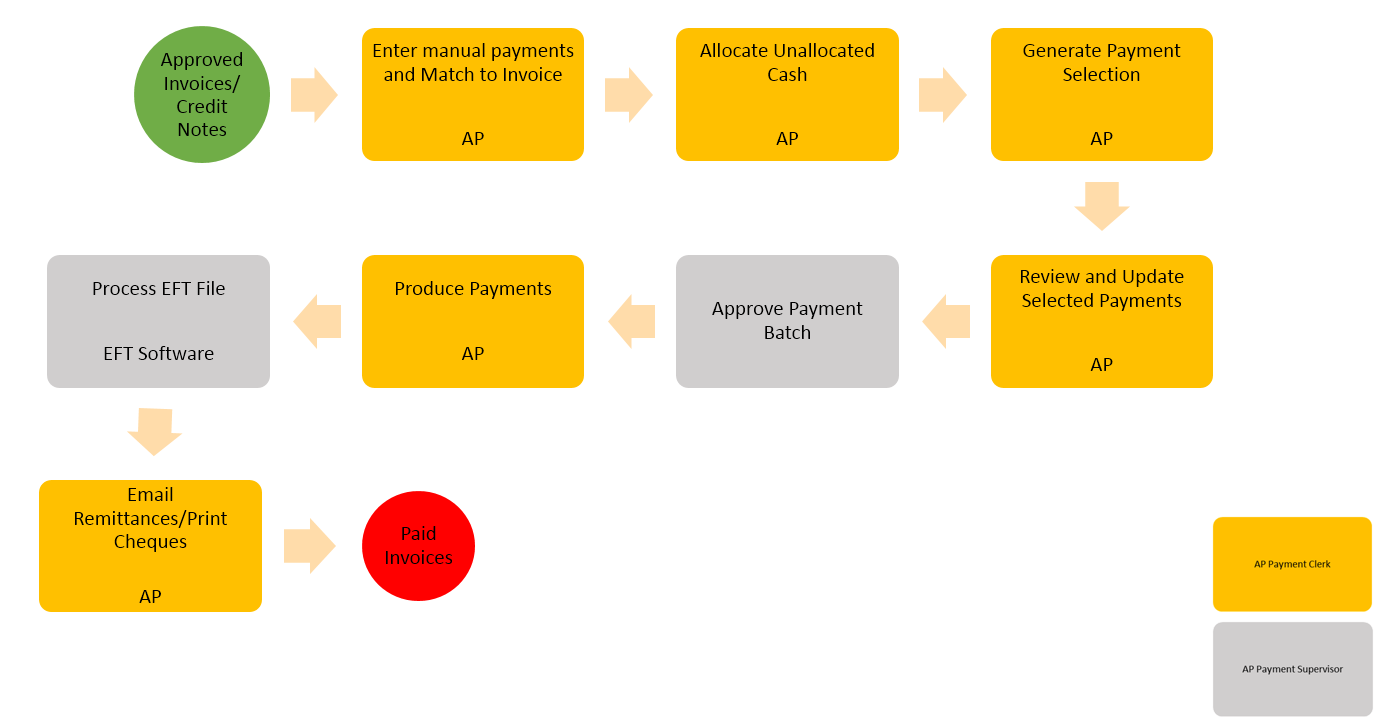 Approved
Invoices/
Credit
Notes
Enter manual payments
and Match to Invoice
AP
Allocate Unallocated
Cash
AP
Generate Payment
Selection
AP
Process EFT File
EFT Software
Produce Payments
AP
Approve Payment
Batch
Review and Update
Selected Payments
AP
Email
Remittances/Print
Cheques
AP
Paid
Invoices
AP Payment Clerk
AP Payment Supervisor